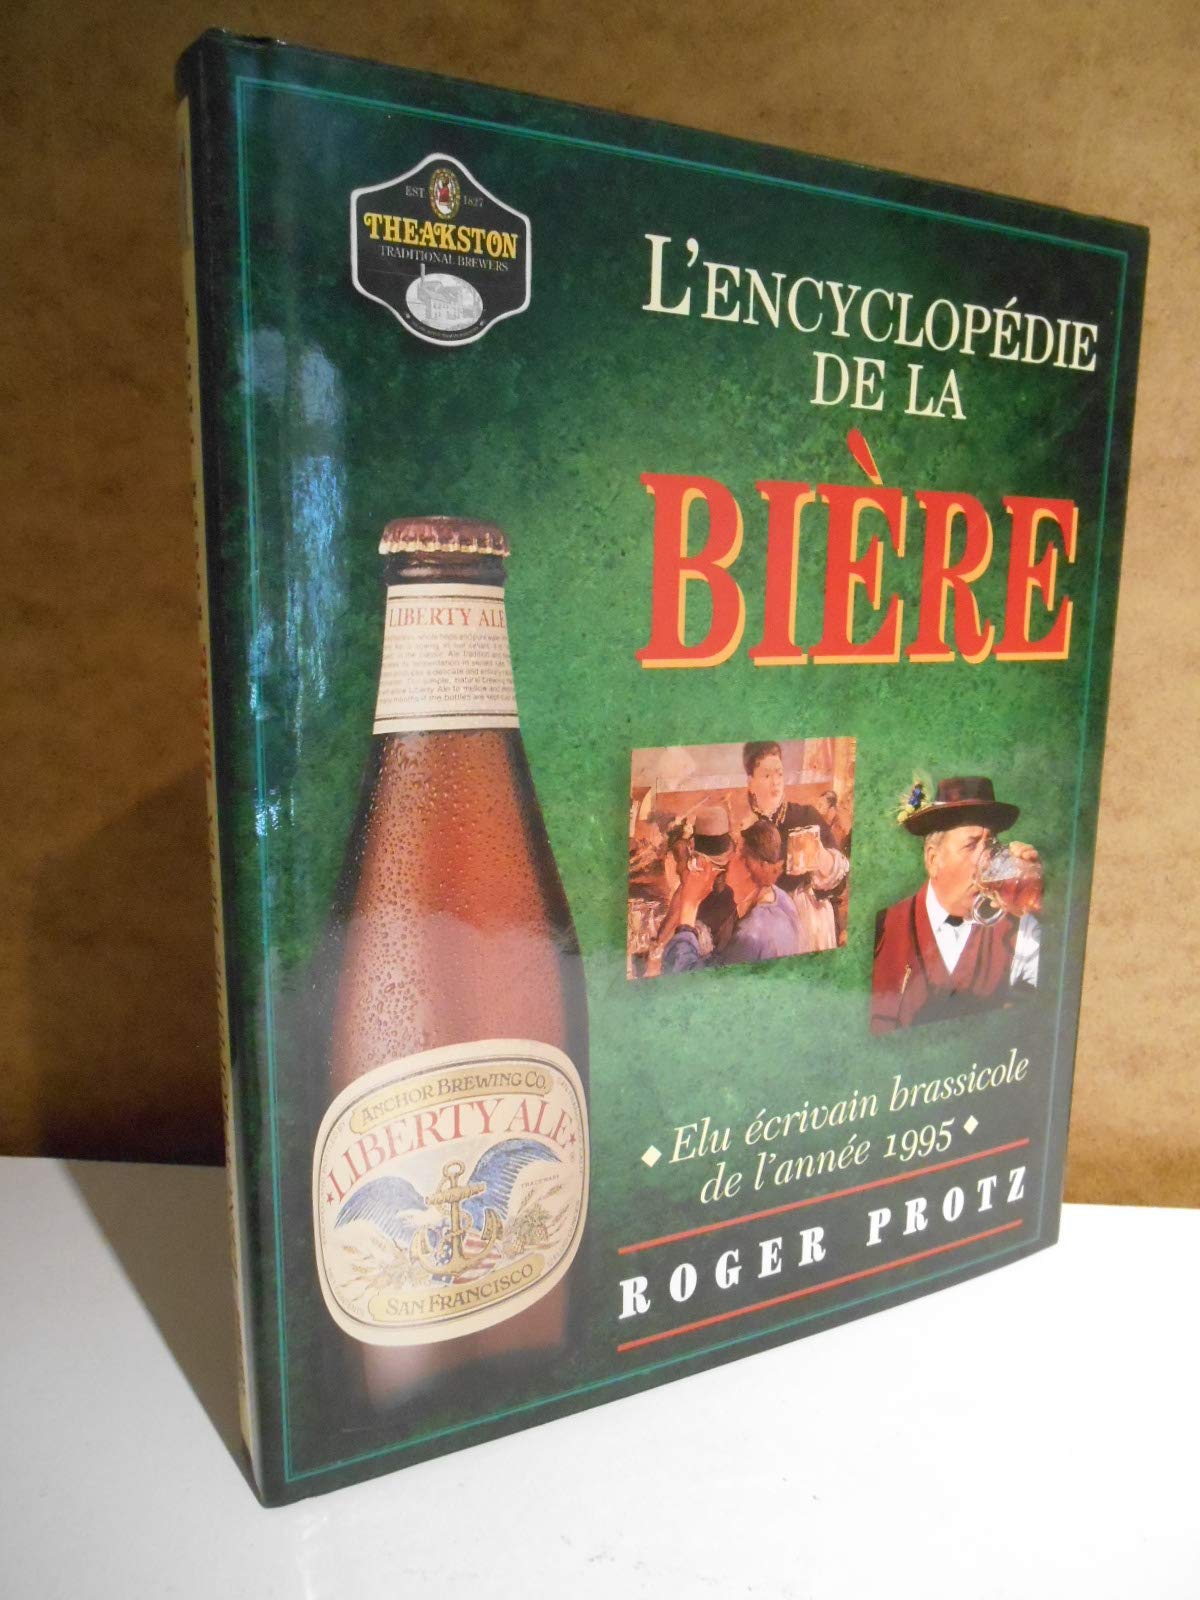 EST. 1827
THEAKSTON
TRADITIONAL BREWERS
L'ENCYCLOPÉDIE
DE LA
BIÈRE
LIBERTY ALE
ANCHOR BREWING CO.
LIBERTY ALE
TRADEMARK
SAN FRANCISCO
Elu écrivain brassicole
de l'année 1995
ROGER PROTZ